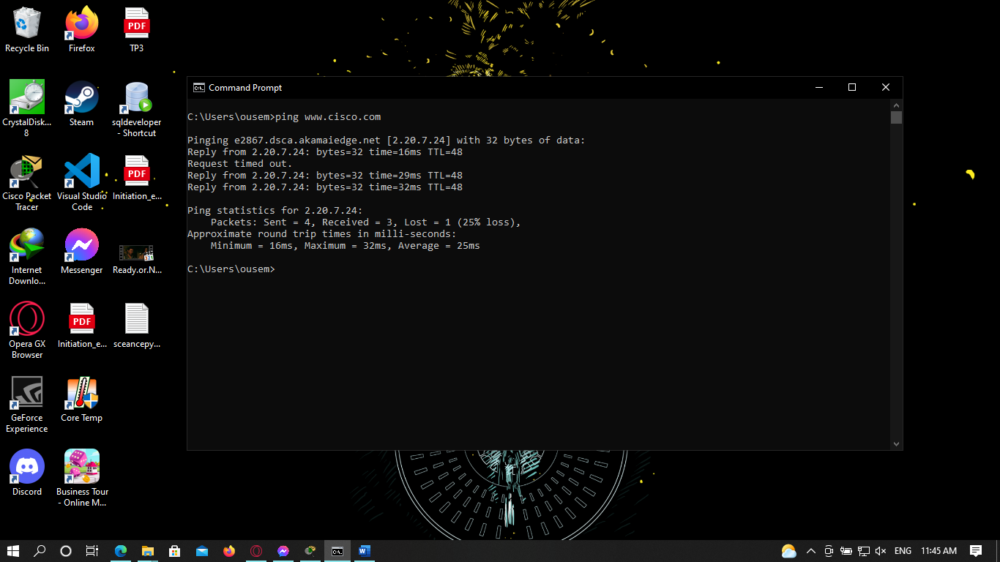 Recycle Bin
Firefox
TP3
CrystalDisk...
8
Steam
sqldeveloper
- Shortcut
Cisco Packet
Tracer
Visual Studio
Code
Initiation_e...
Internet
Downlo...
Messenger
Ready.or.N...
Opera GX
Browser
Initiation_e...
sceancepy...
GeForce
Experience
Core Temp
Discord
Business Tour
- Online M...
PDF
PDF
PDF
Command Prompt
C:\Users\ousem>ping www.cisco.com
Pinging e2867.dsca.akamaiedge.net [2.20.7.24] with 32 bytes of data:
Reply from 2.20.7.24: bytes=32 time=16ms TTL=48
Request timed out.
Reply from 2.20.7.24: bytes=32 time=29ms TTL=48
Reply from 2.20.7.24: bytes=32 time=32ms TTL=48
Ping statistics for 2.20.7.24:
    Packets: Sent = 4, Received = 3, Lost = 1 (25% loss),
Approximate round trip times in milli-seconds:
    Minimum = 16ms, Maximum = 32ms, Average = 25ms
C:\Users\ousem>
ENG
11:45 AM